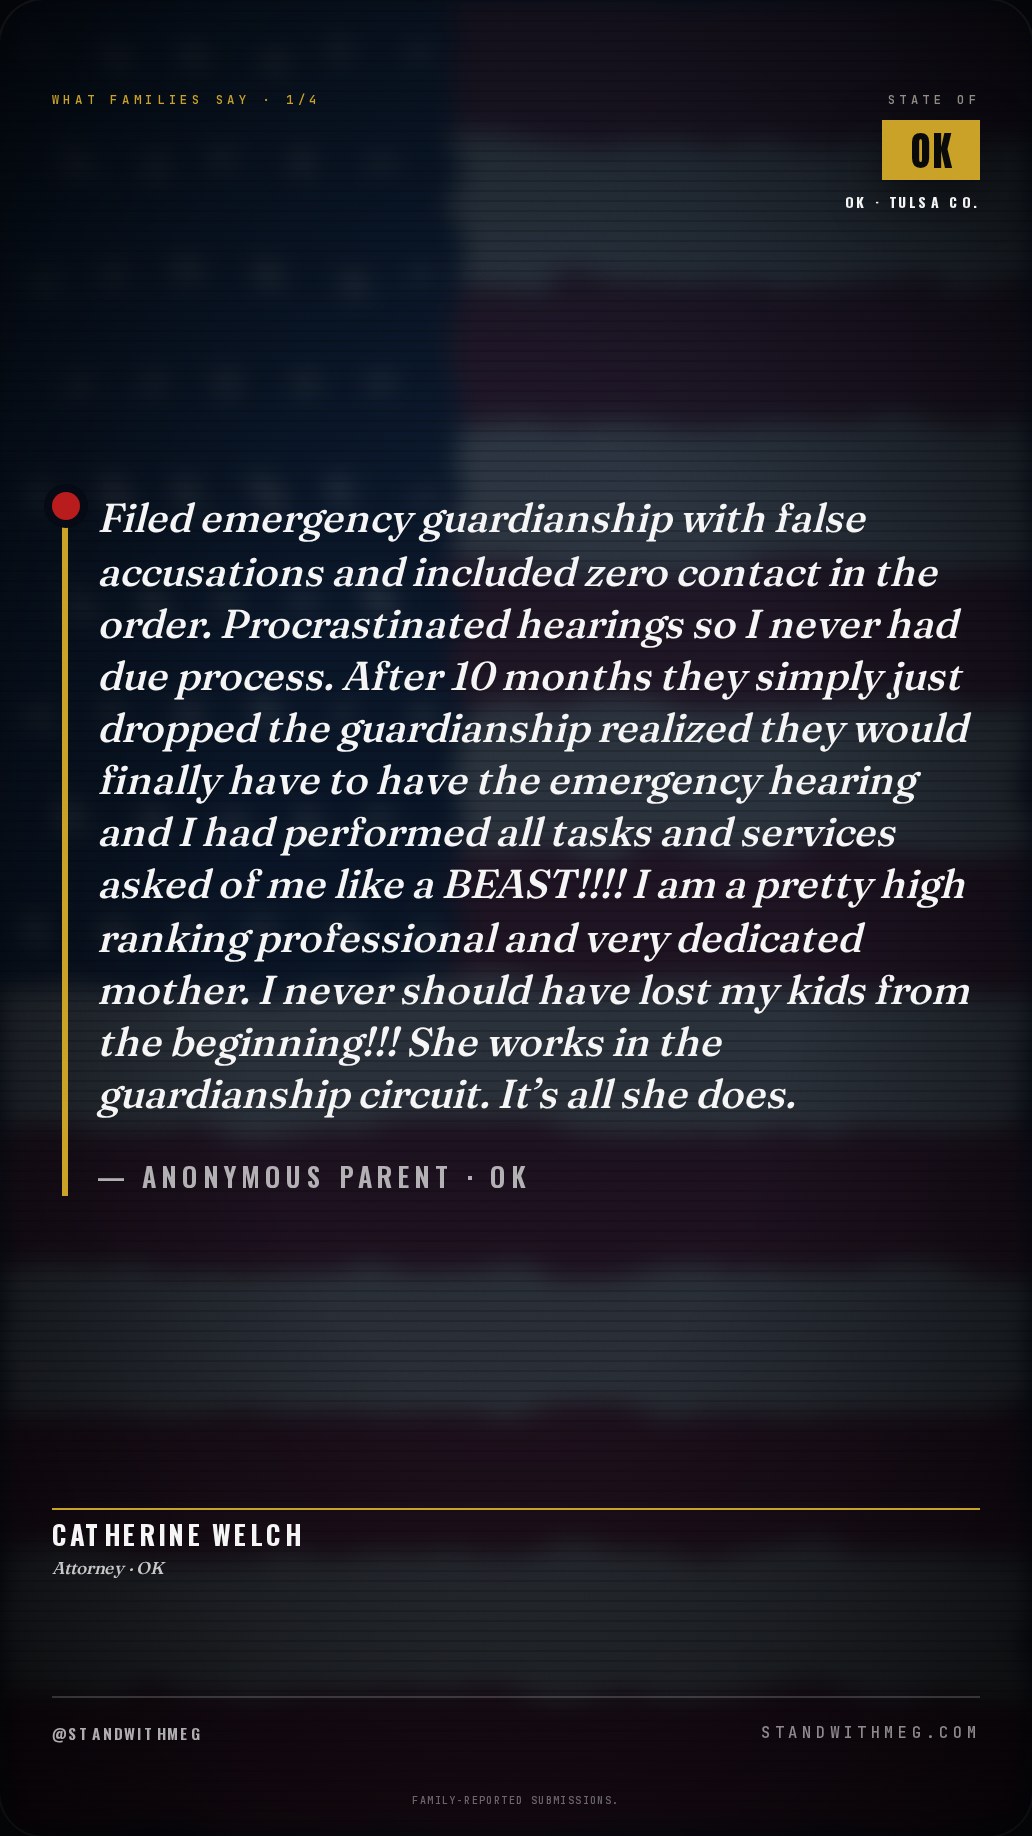 WHAT FAMILIES SAY · 1/4
STATE OF
OK
OK · TULSA CO.
Filed emergency guardianship with false
accusations and included zero contact in the
order. Procrastinated hearings so I never had
due process. After 10 months they simply just
dropped the guardianship realized they would
finally have to have the emergency hearing
and I had performed all tasks and services
asked of me like a BEAST!!!! I am a pretty high
ranking professional and very dedicated
mother. I never should have lost my kids from
the beginning!!! She works in the
guardianship circuit. It’s all she does.
— ANONYMOUS PARENT · OK
CATHERINE WELCH
Attorney · OK
@STANDWITHMEG
STANDWITHMEG.COM
FAMILY-REPORTED SUBMISSIONS.